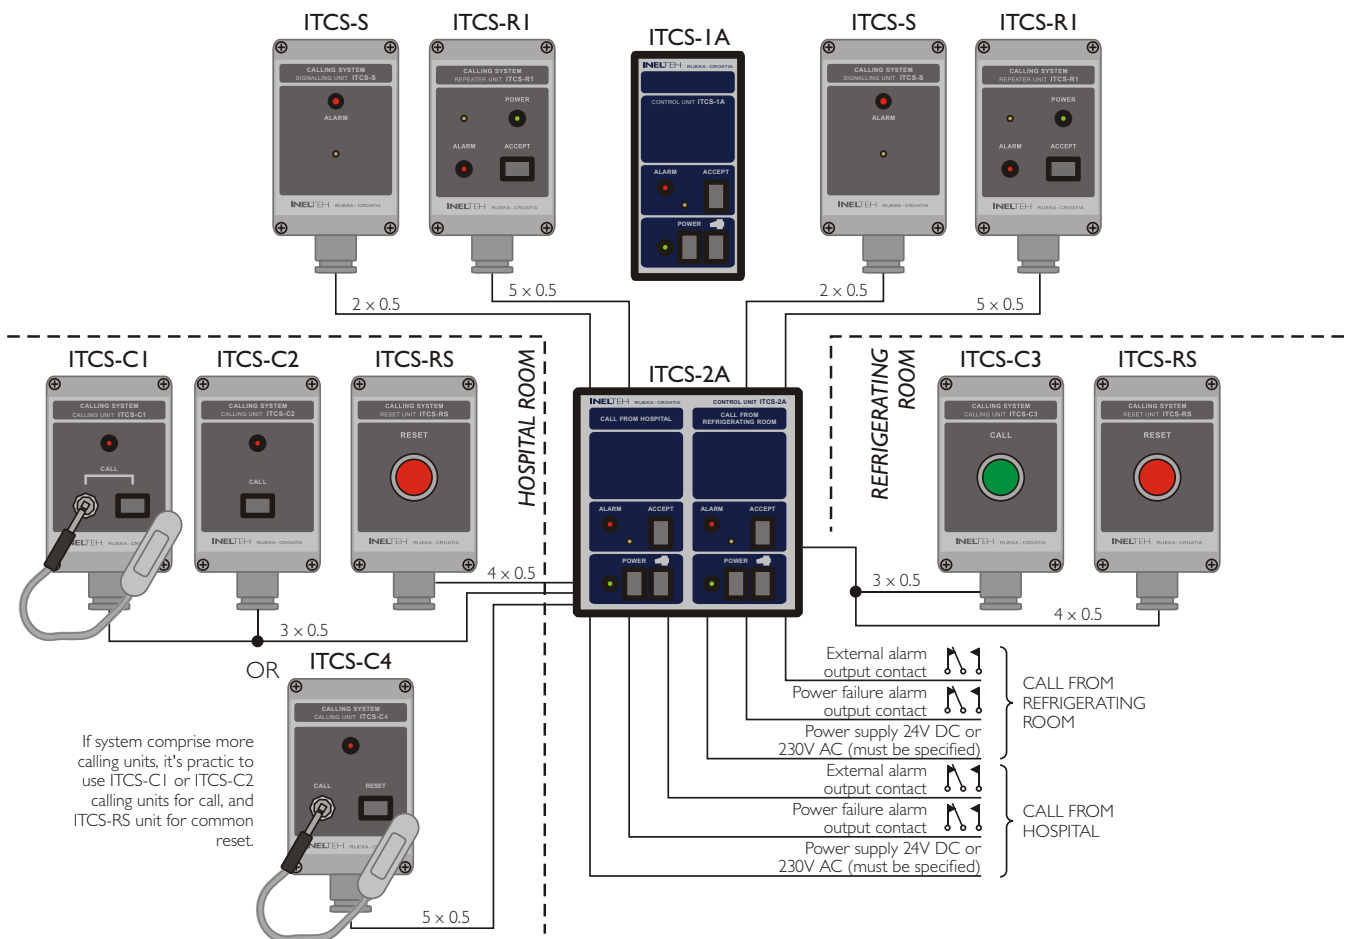 ITCS-S
ITCS-R1
ITCS-1A
ITCS-S
ITCS-R1
CALLING SYSTEM
SIGNALLING UNIT ITCS-S
ALARM
INELTEH RIJEKA - CROATIA
CALLING SYSTEM
REPEATER UNIT ITCS-R1
POWER
ALARM ACCEPT
INELTEH RIJEKA - CROATIA
INELTEH RIJEKA - CROATIA
CONTROL UNIT ITCS-1A
ALARM ACCEPT
POWER
CALLING SYSTEM
SIGNALLING UNIT ITCS-S
ALARM
INELTEH RIJEKA - CROATIA
CALLING SYSTEM
REPEATER UNIT ITCS-R1
POWER
ALARM ACCEPT
INELTEH RIJEKA - CROATIA
2 x 0.5
5 x 0.5
2 x 0.5
5 x 0.5
ITCS-C1
ITCS-C2
ITCS-RS
HOSPITAL ROOM
ITCS-2A
REFRIGERATING
ROOM
ITCS-C3
ITCS-RS
CALLING SYSTEM
CALLING UNIT ITCS-C1
CALL
NELTEH RIJEKA - CRO
CALLING SYSTEM
CALLING UNIT ITCS-C2
CALL
INELTEH RIJEKA - CROATIA
CALLING SYSTEM
RESET UNIT ITCS-RS
RESET
INELTEH RIJEKA - CROATIA
INELTEH RIJEKA - CROATIA
CONTROL UNIT ITCS-2A
CALL FROM HOSPITAL
CALL FROM
REFRIGERATING ROOM
ALARM ACCEPT
ALARM ACCEPT
POWER
POWER
CALLING SYSTEM
CALLING UNIT ITCS-C3
CALL
INELTEH RIJEKA - CROATIA
CALLING SYSTEM
RESET UNIT ITCS-RS
RESET
INELTEH RIJEKA - CROATIA
4 x 0.5
3 x 0.5
3 x 0.5
4 x 0.5
OR
ITCS-C4
CALLING SYSTEM
CALLING UNIT ITCS-C4
CALL RESET
NELTEH RIJEKA - C
5 x 0.5
If system comprise more
calling units, it's practic to
use ITCS-C1 or ITCS-C2
calling units for call, and
ITCS-RS unit for common
reset.
External alarm
output contact
Power failure alarm
output contact
Power supply 24V DC or
230V AC (must be specified)
CALL FROM
REFRIGERATING
ROOM
External alarm
output contact
Power failure alarm
output contact
Power supply 24V DC or
230V AC (must be specified)
CALL FROM
HOSPITAL